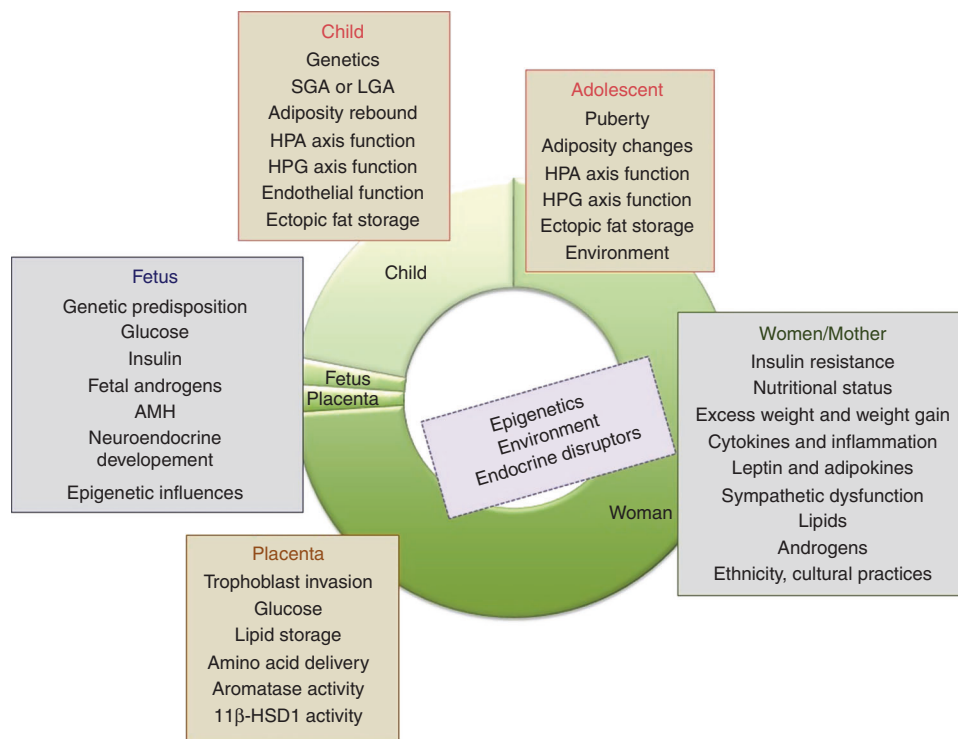 Child
Genetics
SGA or LGA
Adiposity rebound
HPA axis function
HPG axis function
Endothelial function
Ectopic fat storage
Adolescent
Puberty
Adiposity changes
HPA axis function
HPG axis function
Ectopic fat storage
Environment
Fetus
Genetic predisposition
Glucose
Insulin
Fetal androgens
AMH
Neuroendocrine
developement
Epigenetic influences
Child
Fetus
Placenta
Woman
Epigenetics
Environment
Endocrine disruptors
Women/Mother
Insulin resistance
Nutritional status
Excess weight and weight gain
Cytokines and inflammation
Leptin and adipokines
Sympathetic dysfunction
Lipids
Androgens
Ethnicity, cultural practices
Placenta
Trophoblast invasion
Glucose
Lipid storage
Amino acid delivery
Aromatase activity
11β-HSD1 activity